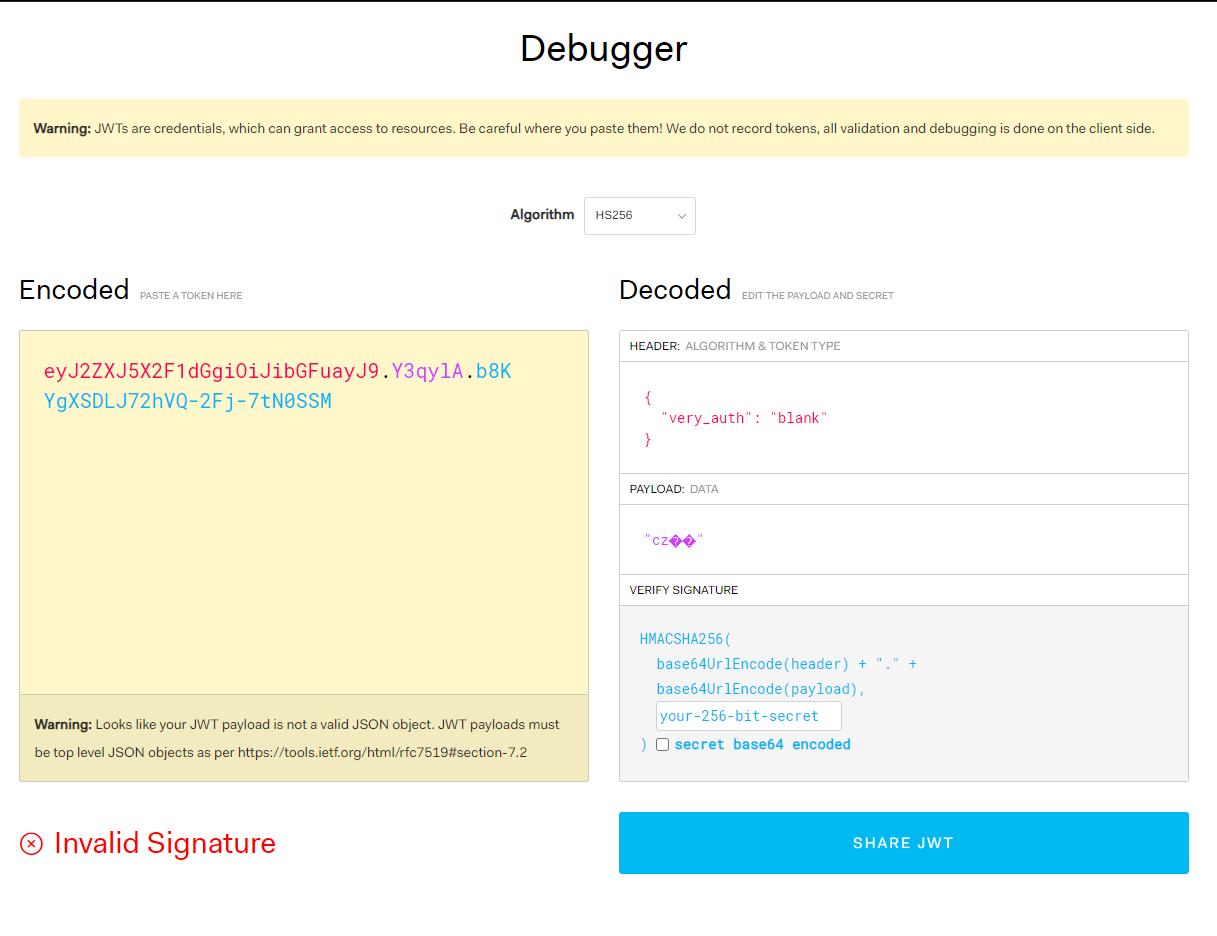 Debugger
Warning: JWTs are credentials, which can grant access to resources. Be careful where you paste them! We do not record tokens, all validation and debugging is done on the client side.
Algorithm HS256
Encoded PASTE A TOKEN HERE
eyJ2ZXJ5X2F1dGgiOiJibGFuayJ9.Y3qylA.b8K
YgXSDLJ72hVQ-2Fj-7tN0SSM
Warning: Looks like your JWT payload is not a valid JSON object. JWT payloads must
be top level JSON objects as per https://tools.ietf.org/html/rfc7519#section-7.2
Invalid Signature
Decoded EDIT THE PAYLOAD AND SECRET
HEADER: ALGORITHM & TOKEN TYPE
{
"very_auth": "blank"
}
PAYLOAD: DATA
"cz��"
VERIFY SIGNATURE
HMACSHA256(
base64UrlEncode(header) + "." +
base64UrlEncode(payload),
your-256-bit-secret
) secret base64 encoded
SHARE JWT